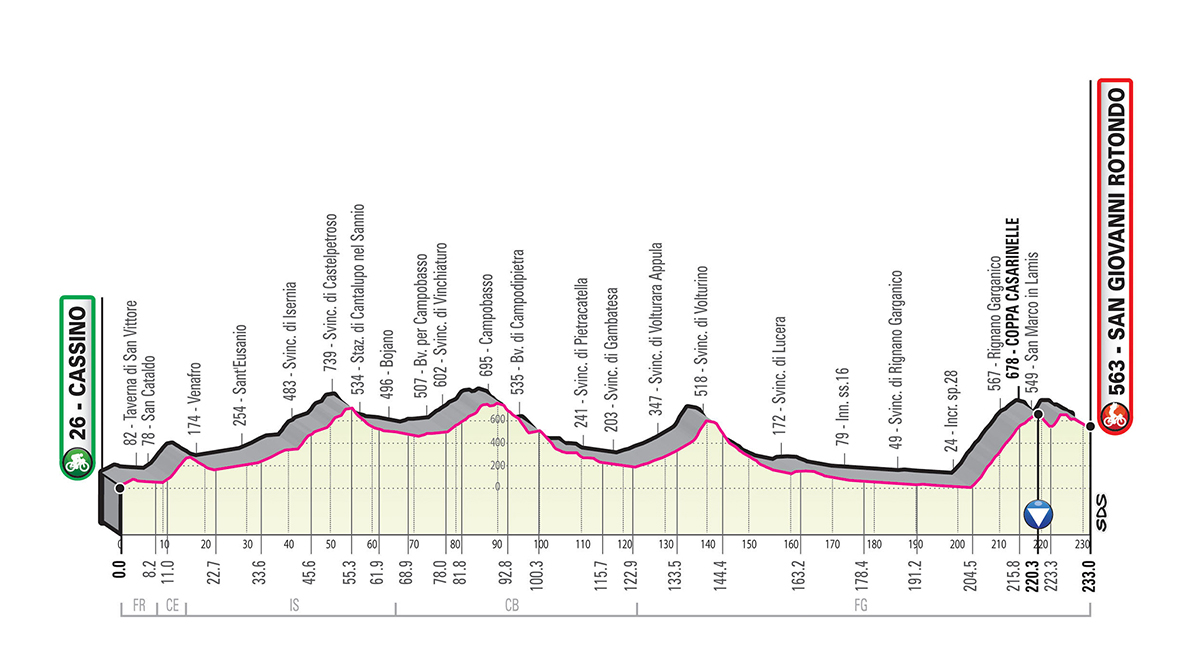 26 - CASSINO
82 - Taverna di San Vittore
78 - San Cataldo
174 - Venafro
254 - Sant'Eusanio
483 - Svinc. di Isernia
739 - Svinc. di Castelpetroso
534 - Staz. di Cantalupo nel Sannio
496 - Bojano
507 - Bv. per Campobasso
602 - Svinc. di Vinchiaturo
695 - Campobasso
535 - Bv. di Campodipietra
241 - Svinc. di Pietracatella
203 - Svinc. di Gambatesa
347 - Svinc. di Volturara Appula
518 - Svinc. di Volturino
172 - Svinc. di Lucera
79 - Inn. ss.16
49 - Svinc. di Rignano Garganico
24 - Incr. sp.28
567 - Rignano Garganico
678 - COPPA CASARINELLE
549 - San Marco in Lamis
563 - SAN GIOVANNI ROTONDO
600
400
200
0
SDS
0 10 20 30 40 50 60 70 80 90 100 110 120 130 140 150 160 170 180 190 200 210 220 230
0.0 8.2 11.0 22.7 33.6 45.6 55.3 61.9 68.9 78.0 81.8 92.8 100.3 115.7 122.9 133.5 144.4 163.2 178.4 191.2 204.5 215.8 220.3 223.3 233.0
FR CE IS CB FG